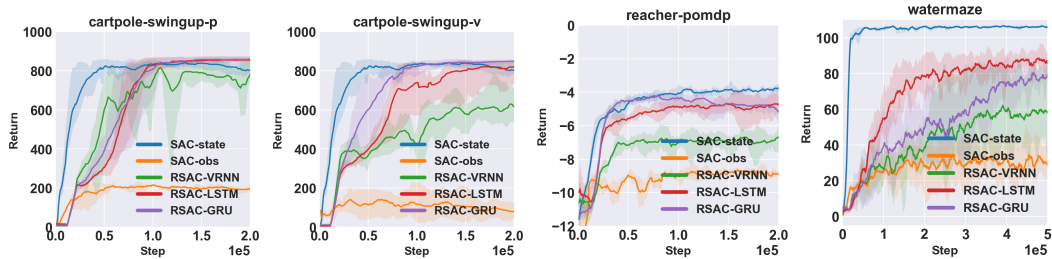 cartpole-swingup-p
1000
800
600
400
200
0
Return
0.0 0.5 1.0 1.5 2.0
Step
1e5
SAC-state
SAC-obs
RSAC-VRNN
RSAC-LSTM
RSAC-GRU
cartpole-swingup-v
1000
800
600
400
200
0
Return
0.0 0.5 1.0 1.5 2.0
Step
1e5
SAC-state
SAC-obs
RSAC-VRNN
RSAC-LSTM
RSAC-GRU
reacher-pomdp
0
−2
−4
−6
−8
−10
−12
Return
0.0 0.5 1.0 1.5 2.0
Step
1e5
SAC-state
SAC-obs
RSAC-VRNN
RSAC-LSTM
RSAC-GRU
watermaze
100
80
60
40
20
0
Return
0 1 2 3 4 5
Step
1e5
SAC-state
SAC-obs
RSAC-VRNN
RSAC-LSTM
RSAC-GRU